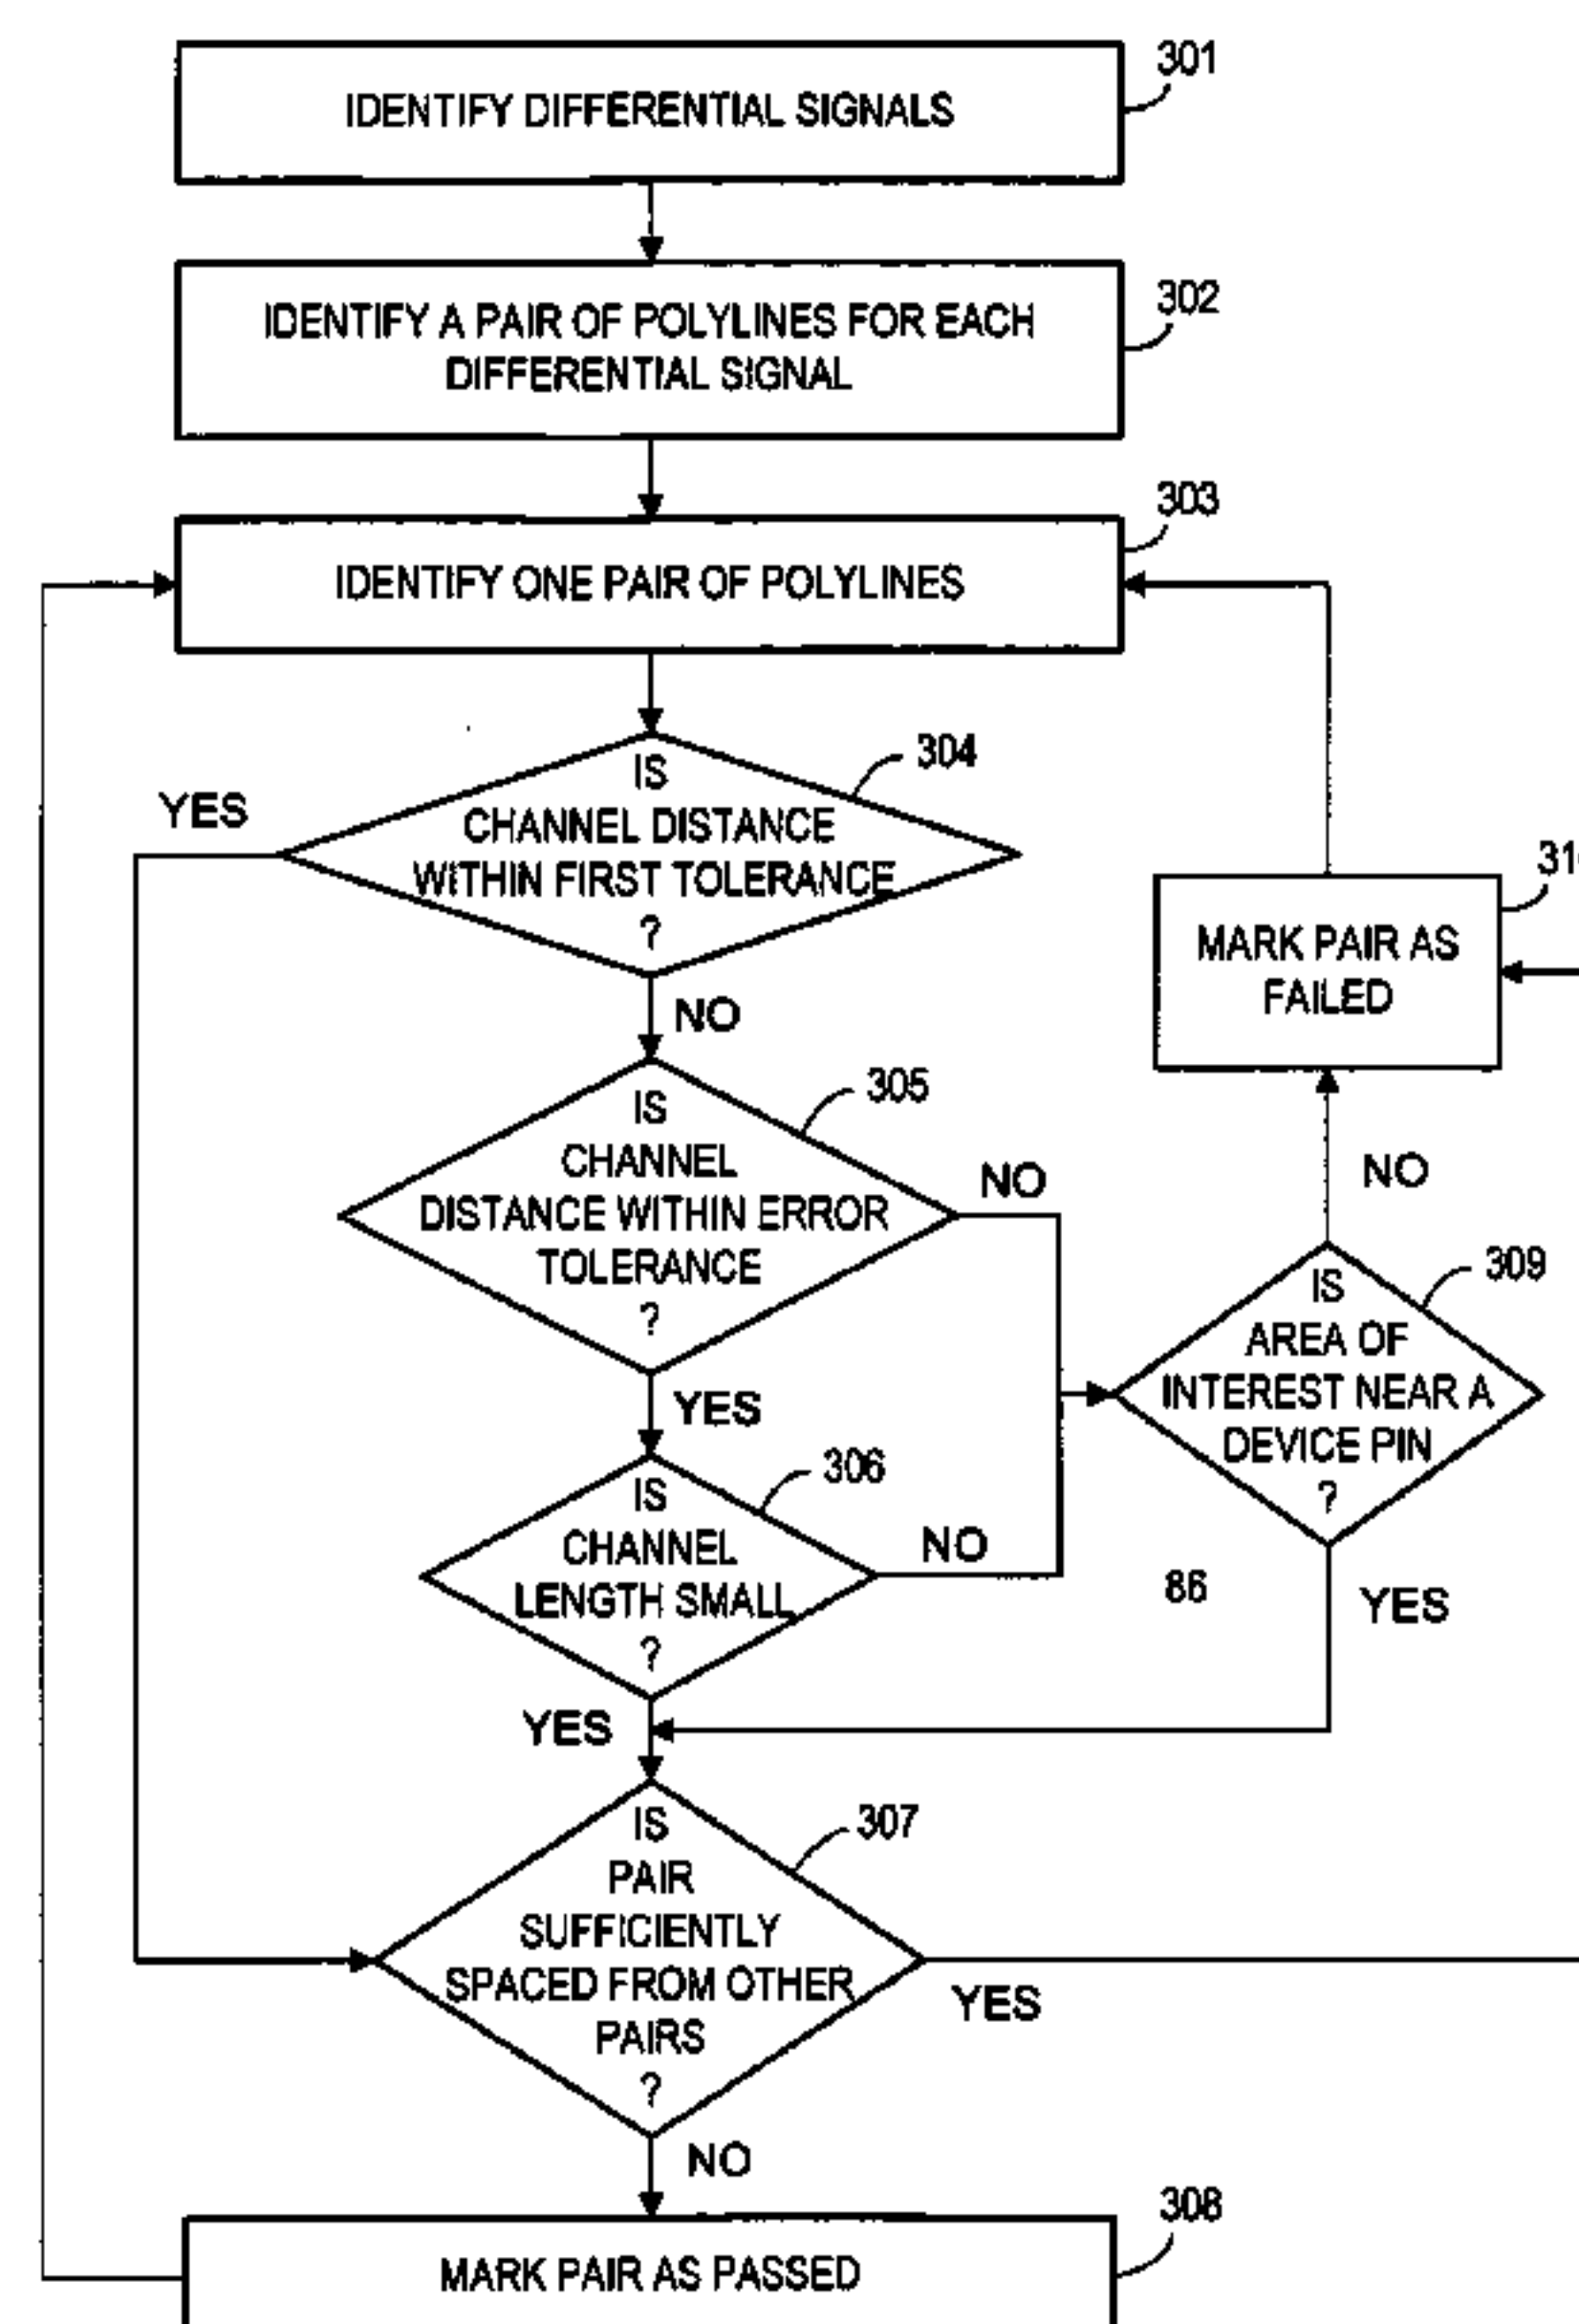 301
IDENTIFY DIFFERENTIAL SIGNALS
302
IDENTIFY A PAIR OF POLYLINES FOR EACH
DIFFERENTIAL SIGNAL
303
IDENTIFY ONE PAIR OF POLYLINES
304
IS
CHANNEL DISTANCE
WITHIN FIRST TOLERANCE
?
YES
NO
MARK PAIR AS
FAILED
305
IS
CHANNEL
DISTANCE WITHIN ERROR
TOLERANCE
?
NO
YES
NO
309
IS
AREA OF
INTEREST NEAR A
DEVICE PIN
?
306
IS
CHANNEL
LENGTH SMALL
?
NO
86
YES
YES
307
IS
PAIR
SUFFICIENTLY
SPACED FROM OTHER
PAIRS
?
YES
NO
308
MARK PAIR AS PASSED